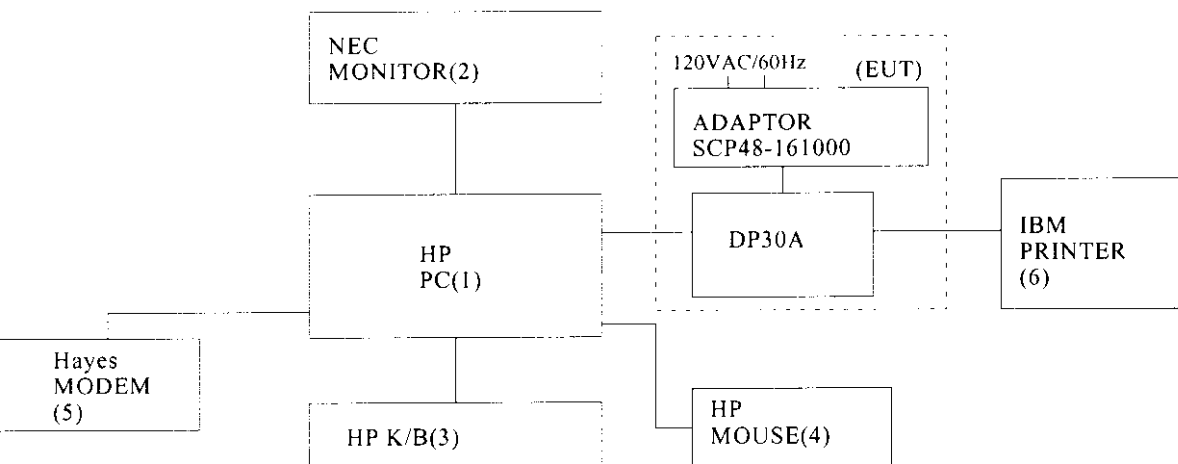 NEC
MONITOR(2)
120VAC/60Hz
(EUT)
ADAPTOR
SCP48-161000
HP
PC(1)
DP30A
IBM
PRINTER
(6)
Hayes
MODEM
(5)
HP K/B(3)
HP
MOUSE(4)